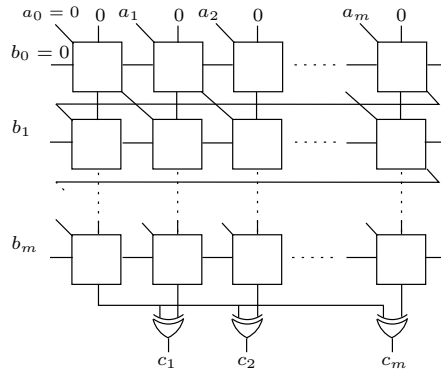 a₀ = 0 0 a₁ 0 a₂ 0 aₘ 0
b₀ = 0
b₁
bₘ
c₁ c₂ cₘ